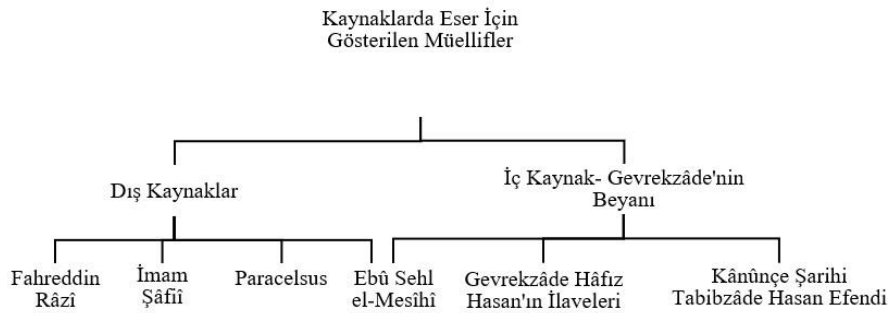 Kaynaklarda Eser İçin
Gösterilen Müellifler
Dış Kaynaklar
İç Kaynak- Gevrekzâde'nin
Beyanı
Fahreddin
Râzî
İmam
Şâfiî
Paracelsus
Ebû Sehl
el-Mesîhî
Gevrekzâde Hâfız
Hasan'ın İlaveleri
Kânûnçe Şarihi
Tabibzâde Hasan Efendi